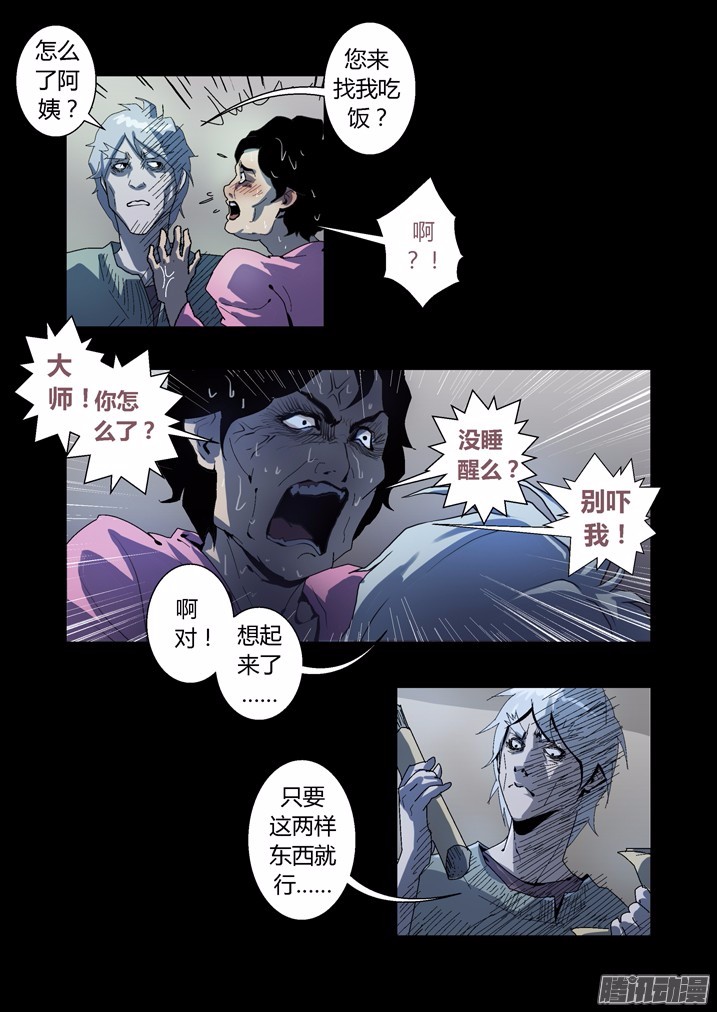 怎么
了阿
姨？
您来
找我吃
饭？
啊
？！
大
师！
你怎
么了？
没睡
醒么？
别吓
我！
啊
对！
想起
来了
……
只要
这两样
东西就
行……
腾讯动漫